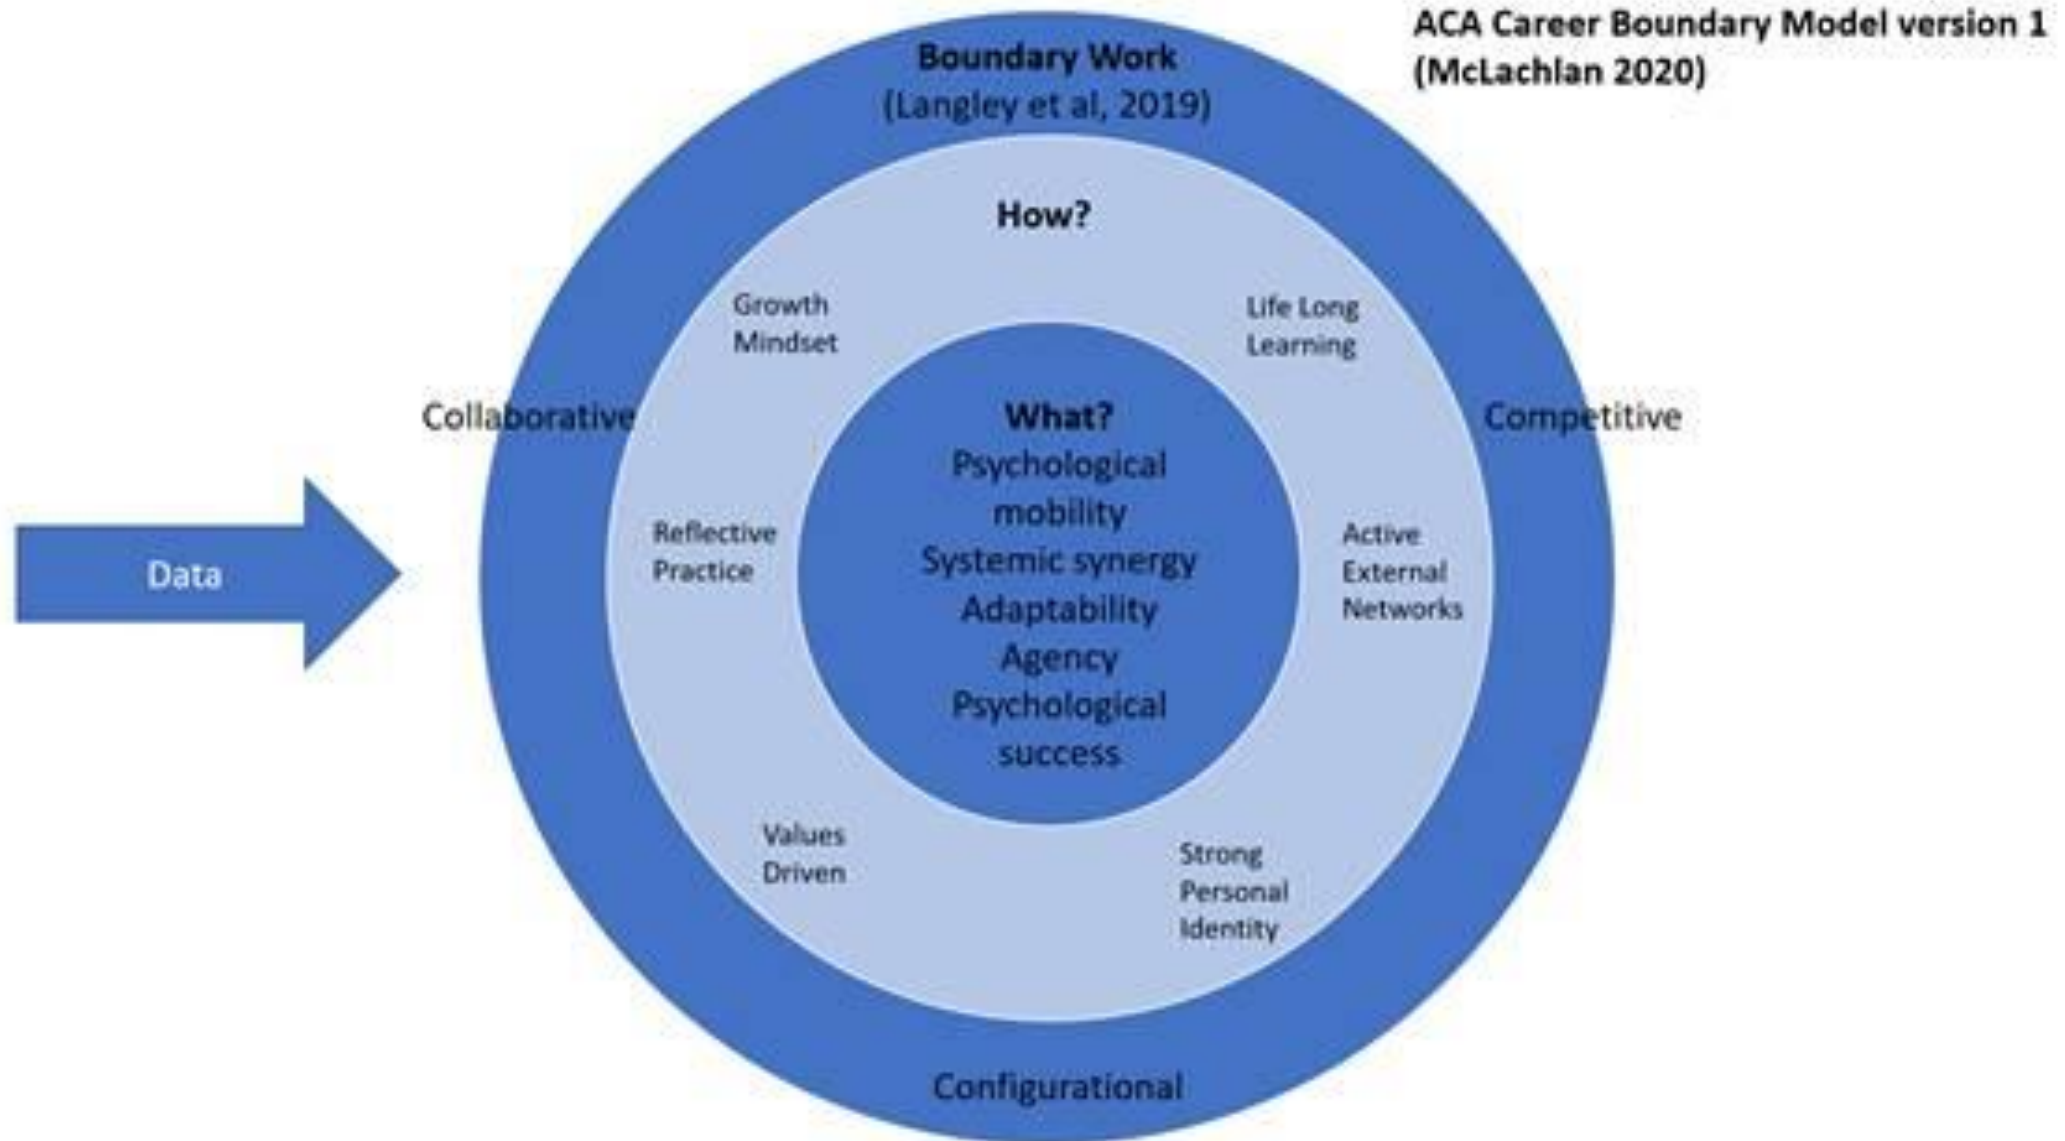 ACA Career Boundary Model version 1
(McLachlan 2020)
Boundary Work
(Langley et al, 2019)
How?
Growth
Mindset
Life Long
Learning
Collaborative
Competitive
What?
Psychological
mobility
Systemic synergy
Adaptability
Agency
Psychological
success
Data
Reflective
Practice
Active
External
Networks
Values
Driven
Strong
Personal
Identity
Configurational